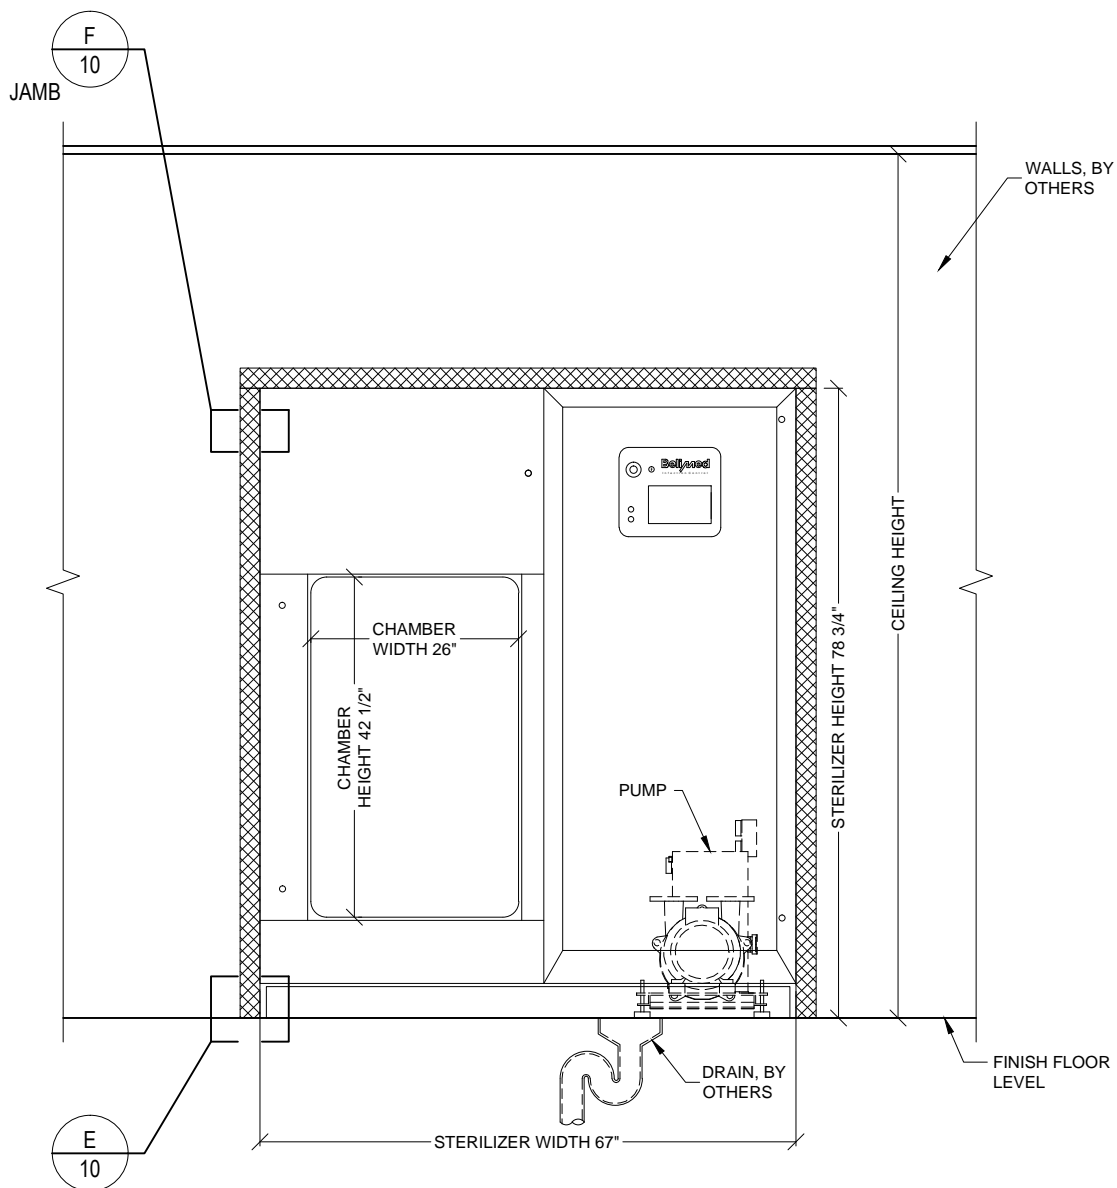 F
10
JAMB
WALLS, BY
OTHERS
Belimed
CEILING HEIGHT
STERILIZER HEIGHT 78 3/4"
CHAMBER
WIDTH 26"
CHAMBER
HEIGHT 42 1/2"
PUMP
DRAIN, BY
OTHERS
FINISH FLOOR
LEVEL
STERILIZER WIDTH 67"
E
10